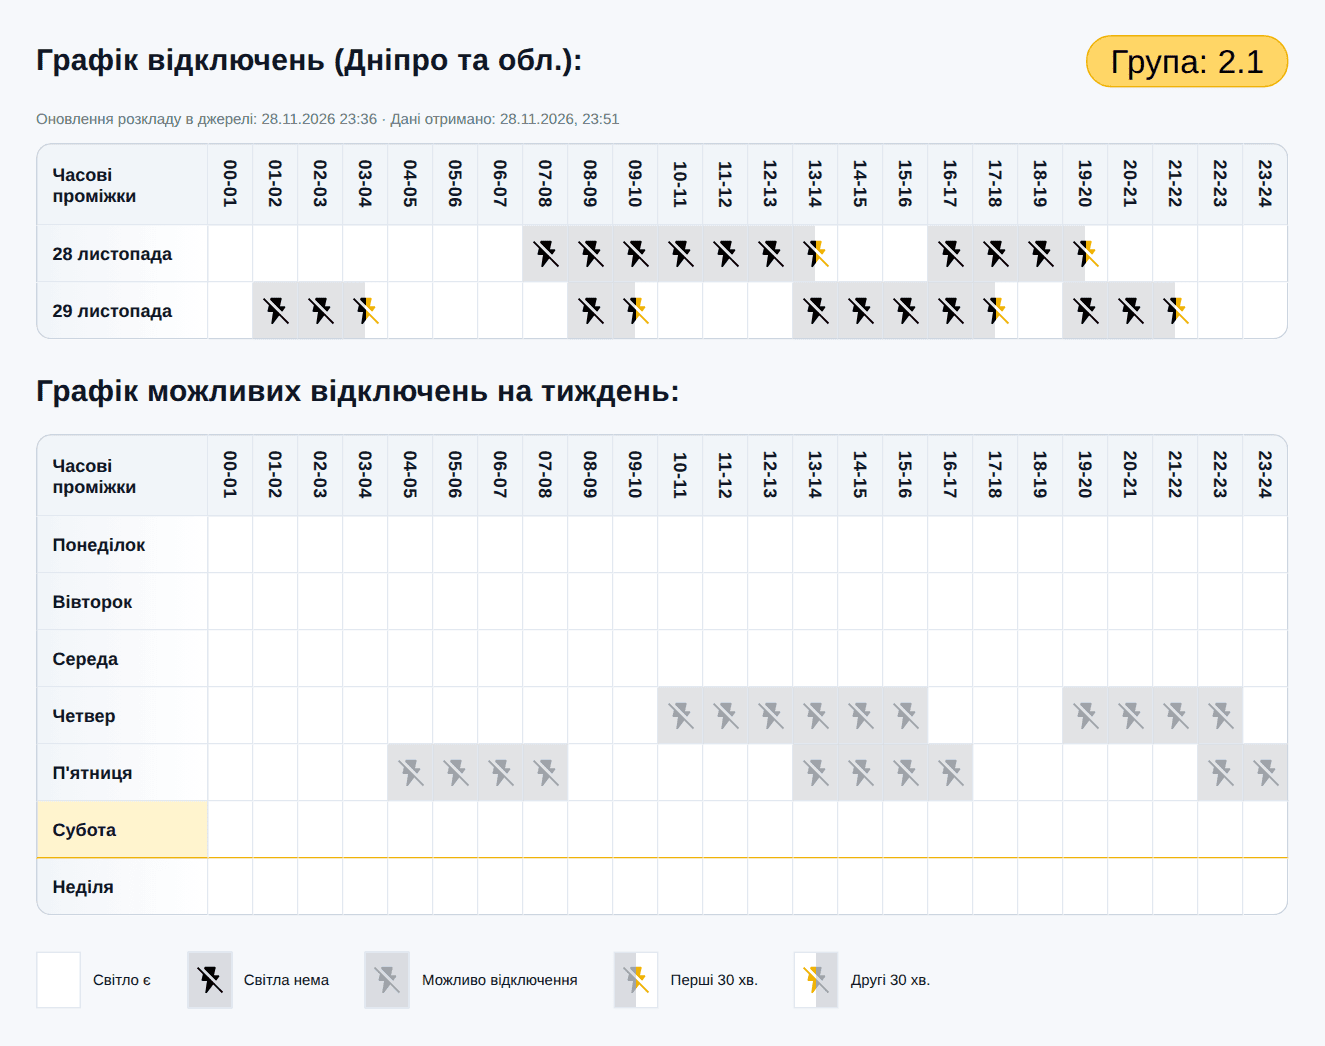 Графік відключень (Дніпро та обл.):
Група: 2.1
Оновлення розкладу в джерелі: 28.11.2026 23:36 · Дані отримано: 28.11.2026, 23:51
Часові
проміжки
00-01 01-02 02-03 03-04 04-05 05-06 06-07 07-08 08-09 09-10 10-11 11-12 12-13 13-14 14-15 15-16 16-17 17-18 18-19 19-20 20-21 21-22 22-23 23-24
28 листопада
29 листопада
Графік можливих відключень на тиждень:
Часові
проміжки
00-01 01-02 02-03 03-04 04-05 05-06 06-07 07-08 08-09 09-10 10-11 11-12 12-13 13-14 14-15 15-16 16-17 17-18 18-19 19-20 20-21 21-22 22-23 23-24
Понеділок
Вівторок
Середа
Четвер
П'ятниця
Субота
Неділя
Світло є
Світла нема
Можливо відключення
Перші 30 хв.
Другі 30 хв.